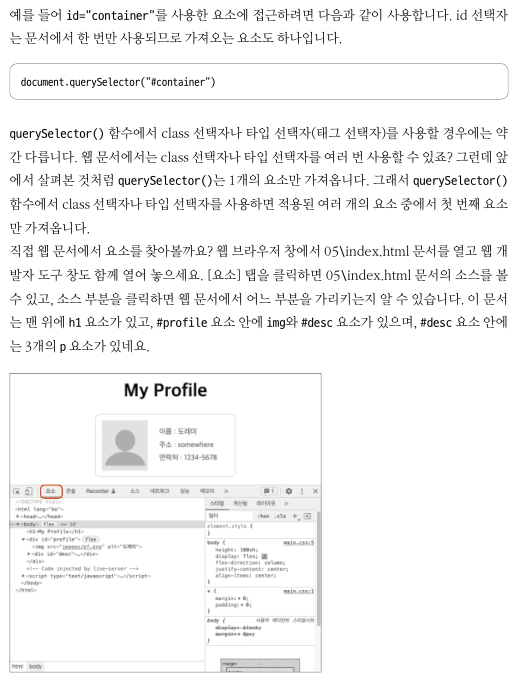 예를 들어 id="container"를 사용한 요소에 접근하려면 다음과 같이 사용합니다. id 선택자
는 문서에서 한 번만 사용되므로 가져오는 요소도 하나입니다.
document.querySelector("#container")
querySelector() 함수에서 class 선택자나 타입 선택자(태그 선택자)를 사용할 경우에는 약
간 다릅니다. 웹 문서에서는 class 선택자나 타입 선택자를 여러 번 사용할 수 있죠? 그런데 앞
에서 살펴본 것처럼 querySelector()는 1개의 요소만 가져옵니다. 그래서 querySelector()
함수에서 class 선택자나 타입 선택자를 사용하면 적용된 여러 개의 요소 중에서 첫 번째 요소
만 가져옵니다.
직접 웹 문서에서 요소를 찾아볼까요? 웹 브라우저 창에서 05\index.html 문서를 열고 웹 개
발자 도구 창도 함께 열어 놓으세요. [요소] 탭을 클릭하면 05\index.html 문서의 소스를 볼
수 있고, 소스 부분을 클릭하면 웹 문서에서 어느 부분을 가리키는지 알 수 있습니다. 이 문서
는 맨 위에 h1 요소가 있고, #profile 요소 안에 img와 #desc 요소가 있으며, #desc 요소 안에
는 3개의 p 요소가 있네요.
My Profile
이름 : 도레미
주소 : somewhere
연락처 : 1234-5678
요소 콘솔 Recorder 소스 네트워크 성능 메모리 » 1
<!DOCTYPE html>
<html lang="ko">
<head>…</head>
<body> flex == $0
<h1>My Profile</h1>
<div id="profile"> flex
<img src="images/pf.png" alt="도레미">
<div id="desc">…</div>
</div>
<!-- Code injected by live-server -->
<script type="text/javascript">…</script>
</body>
</html>
html body
스타일 계산됨 레이아웃 »
필터 :hov .cls +
element.style {
}
body { main.css:5
height: 100vh;
display: flex;
flex-direction: column;
justify-content: center;
align-items: center;
}
* { main.css:1
margin: 0;
padding: 0;
}
body { 사용자 에이전트 스타일시트
display: block;
margin: 8px;
}
margin